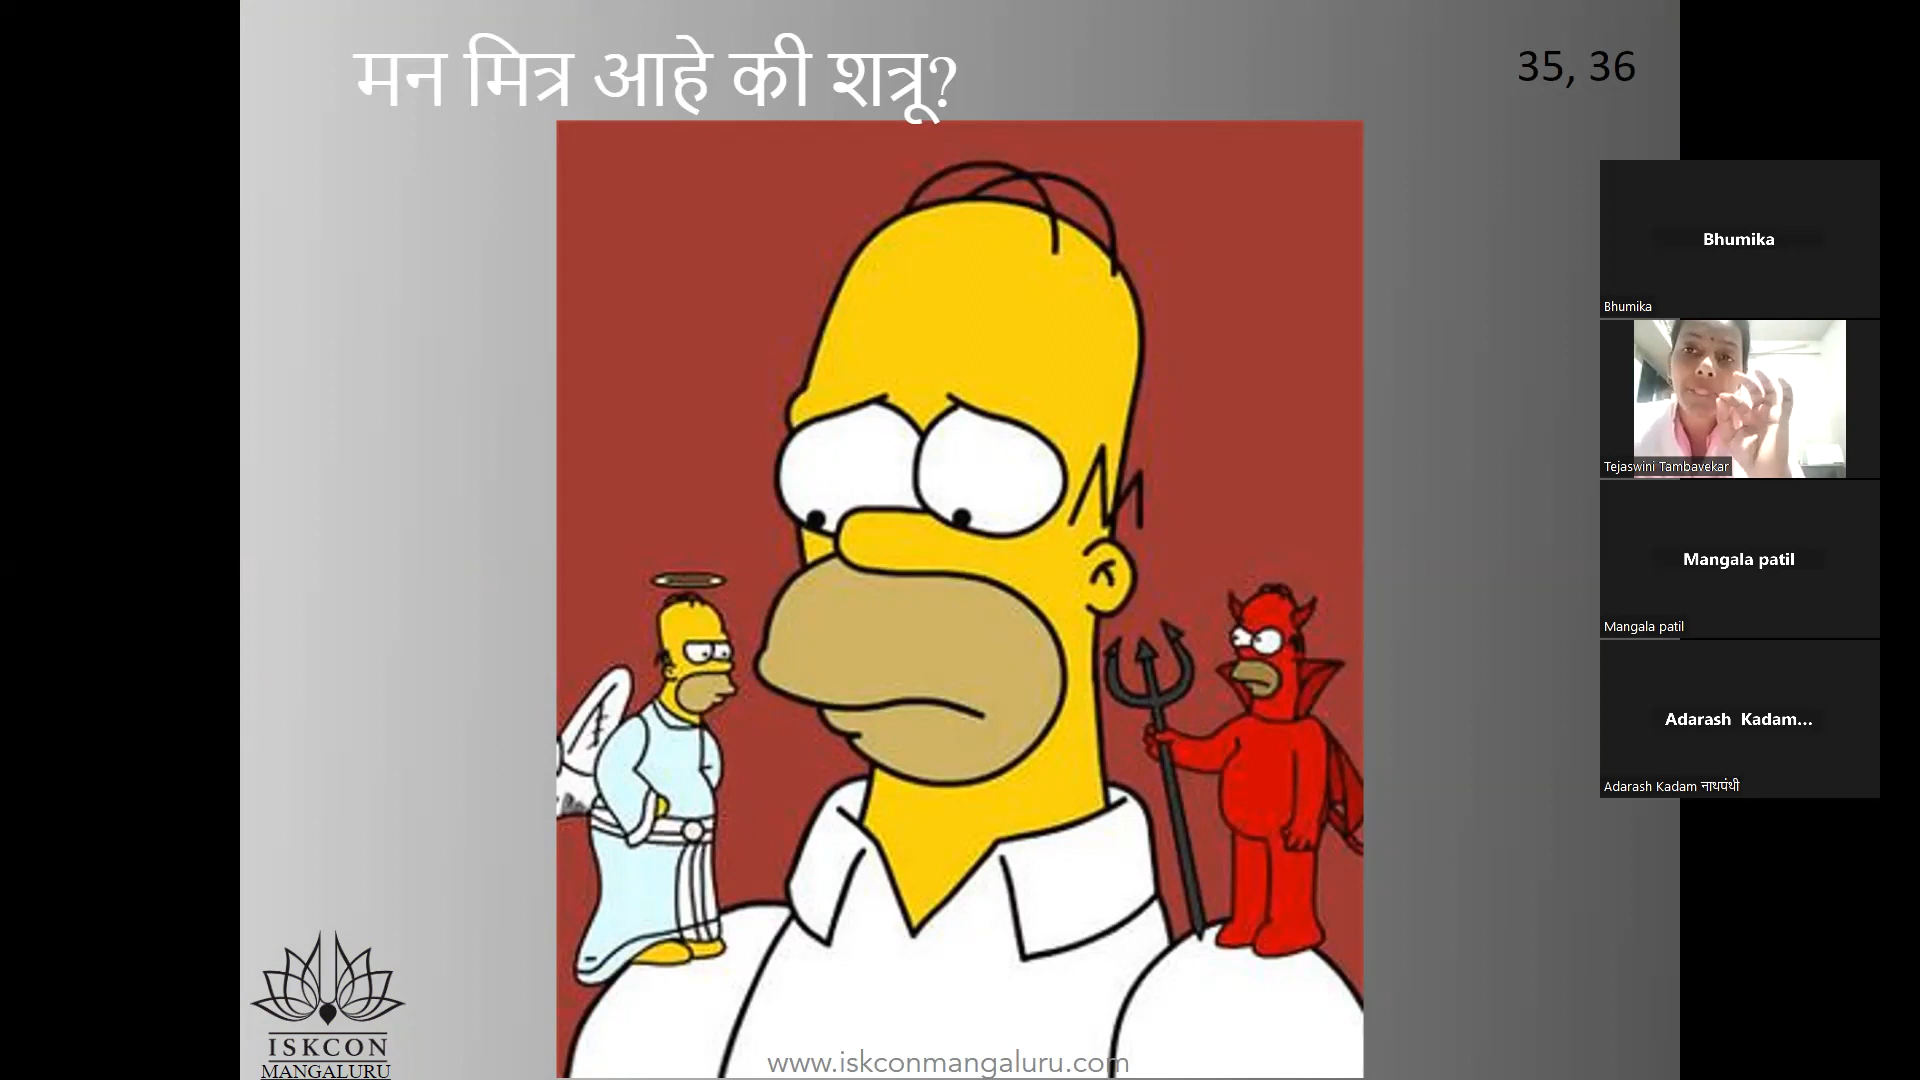 मन मित्र आहे की शत्रू?
35, 36
Bhumika
Bhumika
Tejaswini Tambavekar
Mangala patil
Mangala patil
Adarash Kadam...
Adarash Kadam नाथपंथी
ISKCON
MANGALURU
www.iskconmangaluru.com